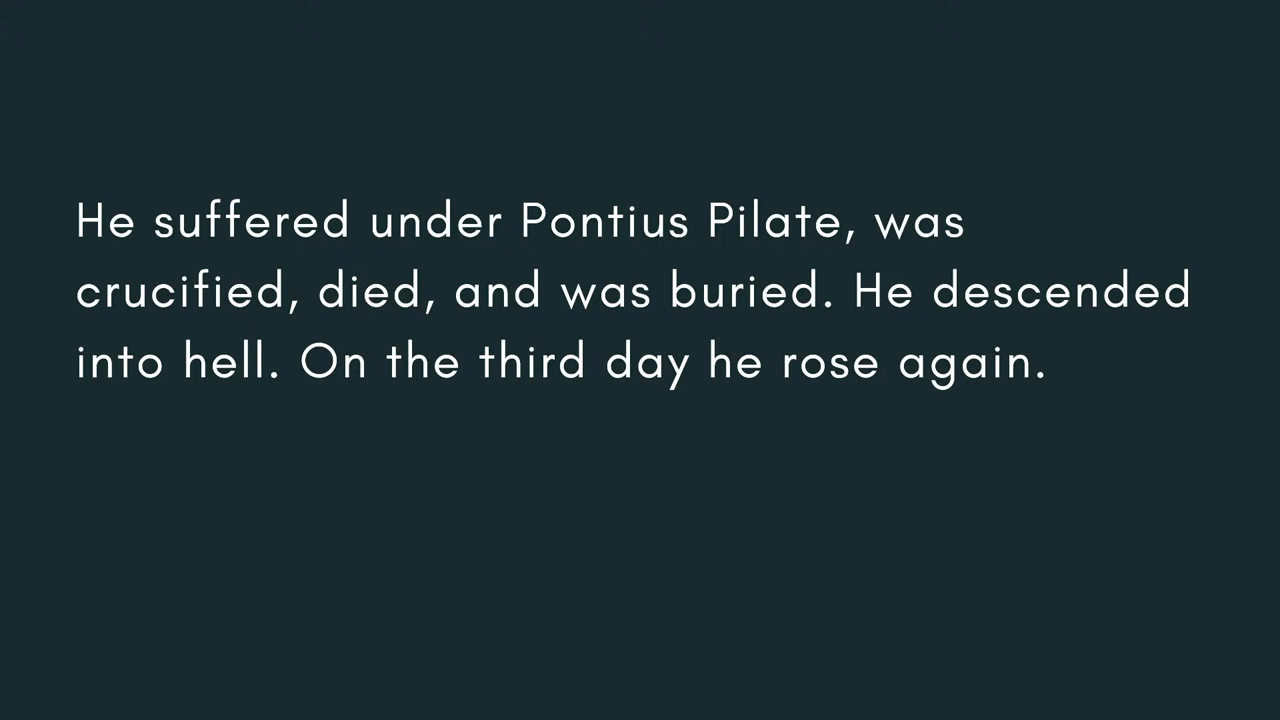 He suffered under Pontius Pilate, was
crucified, died, and was buried. He descended
into hell. On the third day he rose again.